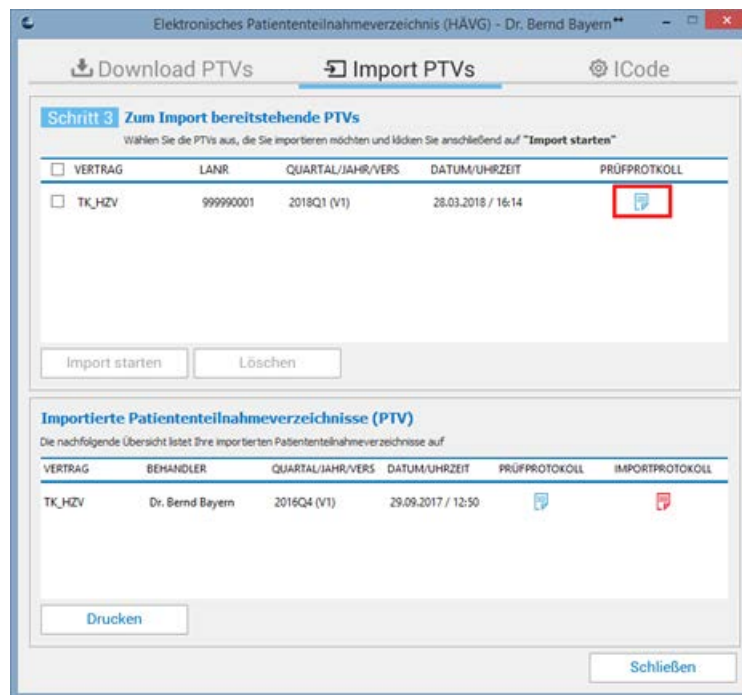 Elektronisches Patiententeilnahmeverzeichnis (HÄVG) - Dr. Bernd Bayern**
Download PTVs Import PTVs ICode
Schritt 3 Zum Import bereitstehende PTVs
Wählen Sie die PTVs aus, die Sie importieren möchten und klicken Sie anschließend auf "Import starten"
VERTRAG LANR QUARTAL/JAHR/VERS DATUM/UHRZEIT PRÜFPROTKOLL
TK_HZV 999990001 2018Q1 (V1) 28.03.2018 / 16:14
Import starten Löschen
Importierte Patiententeilnahmeverzeichnisse (PTV)
Die nachfolgende Übersicht listet Ihre importierten Patiententeilnahmeverzeichnisse auf
VERTRAG BEHANDLER QUARTAL/JAHR/VERS DATUM/UHRZEIT PRÜFPROTOKOLL IMPORTPROTOKOLL
TK_HZV Dr. Bernd Bayern 2016Q4 (V1) 29.09.2017 / 12:50
Drucken
Schließen